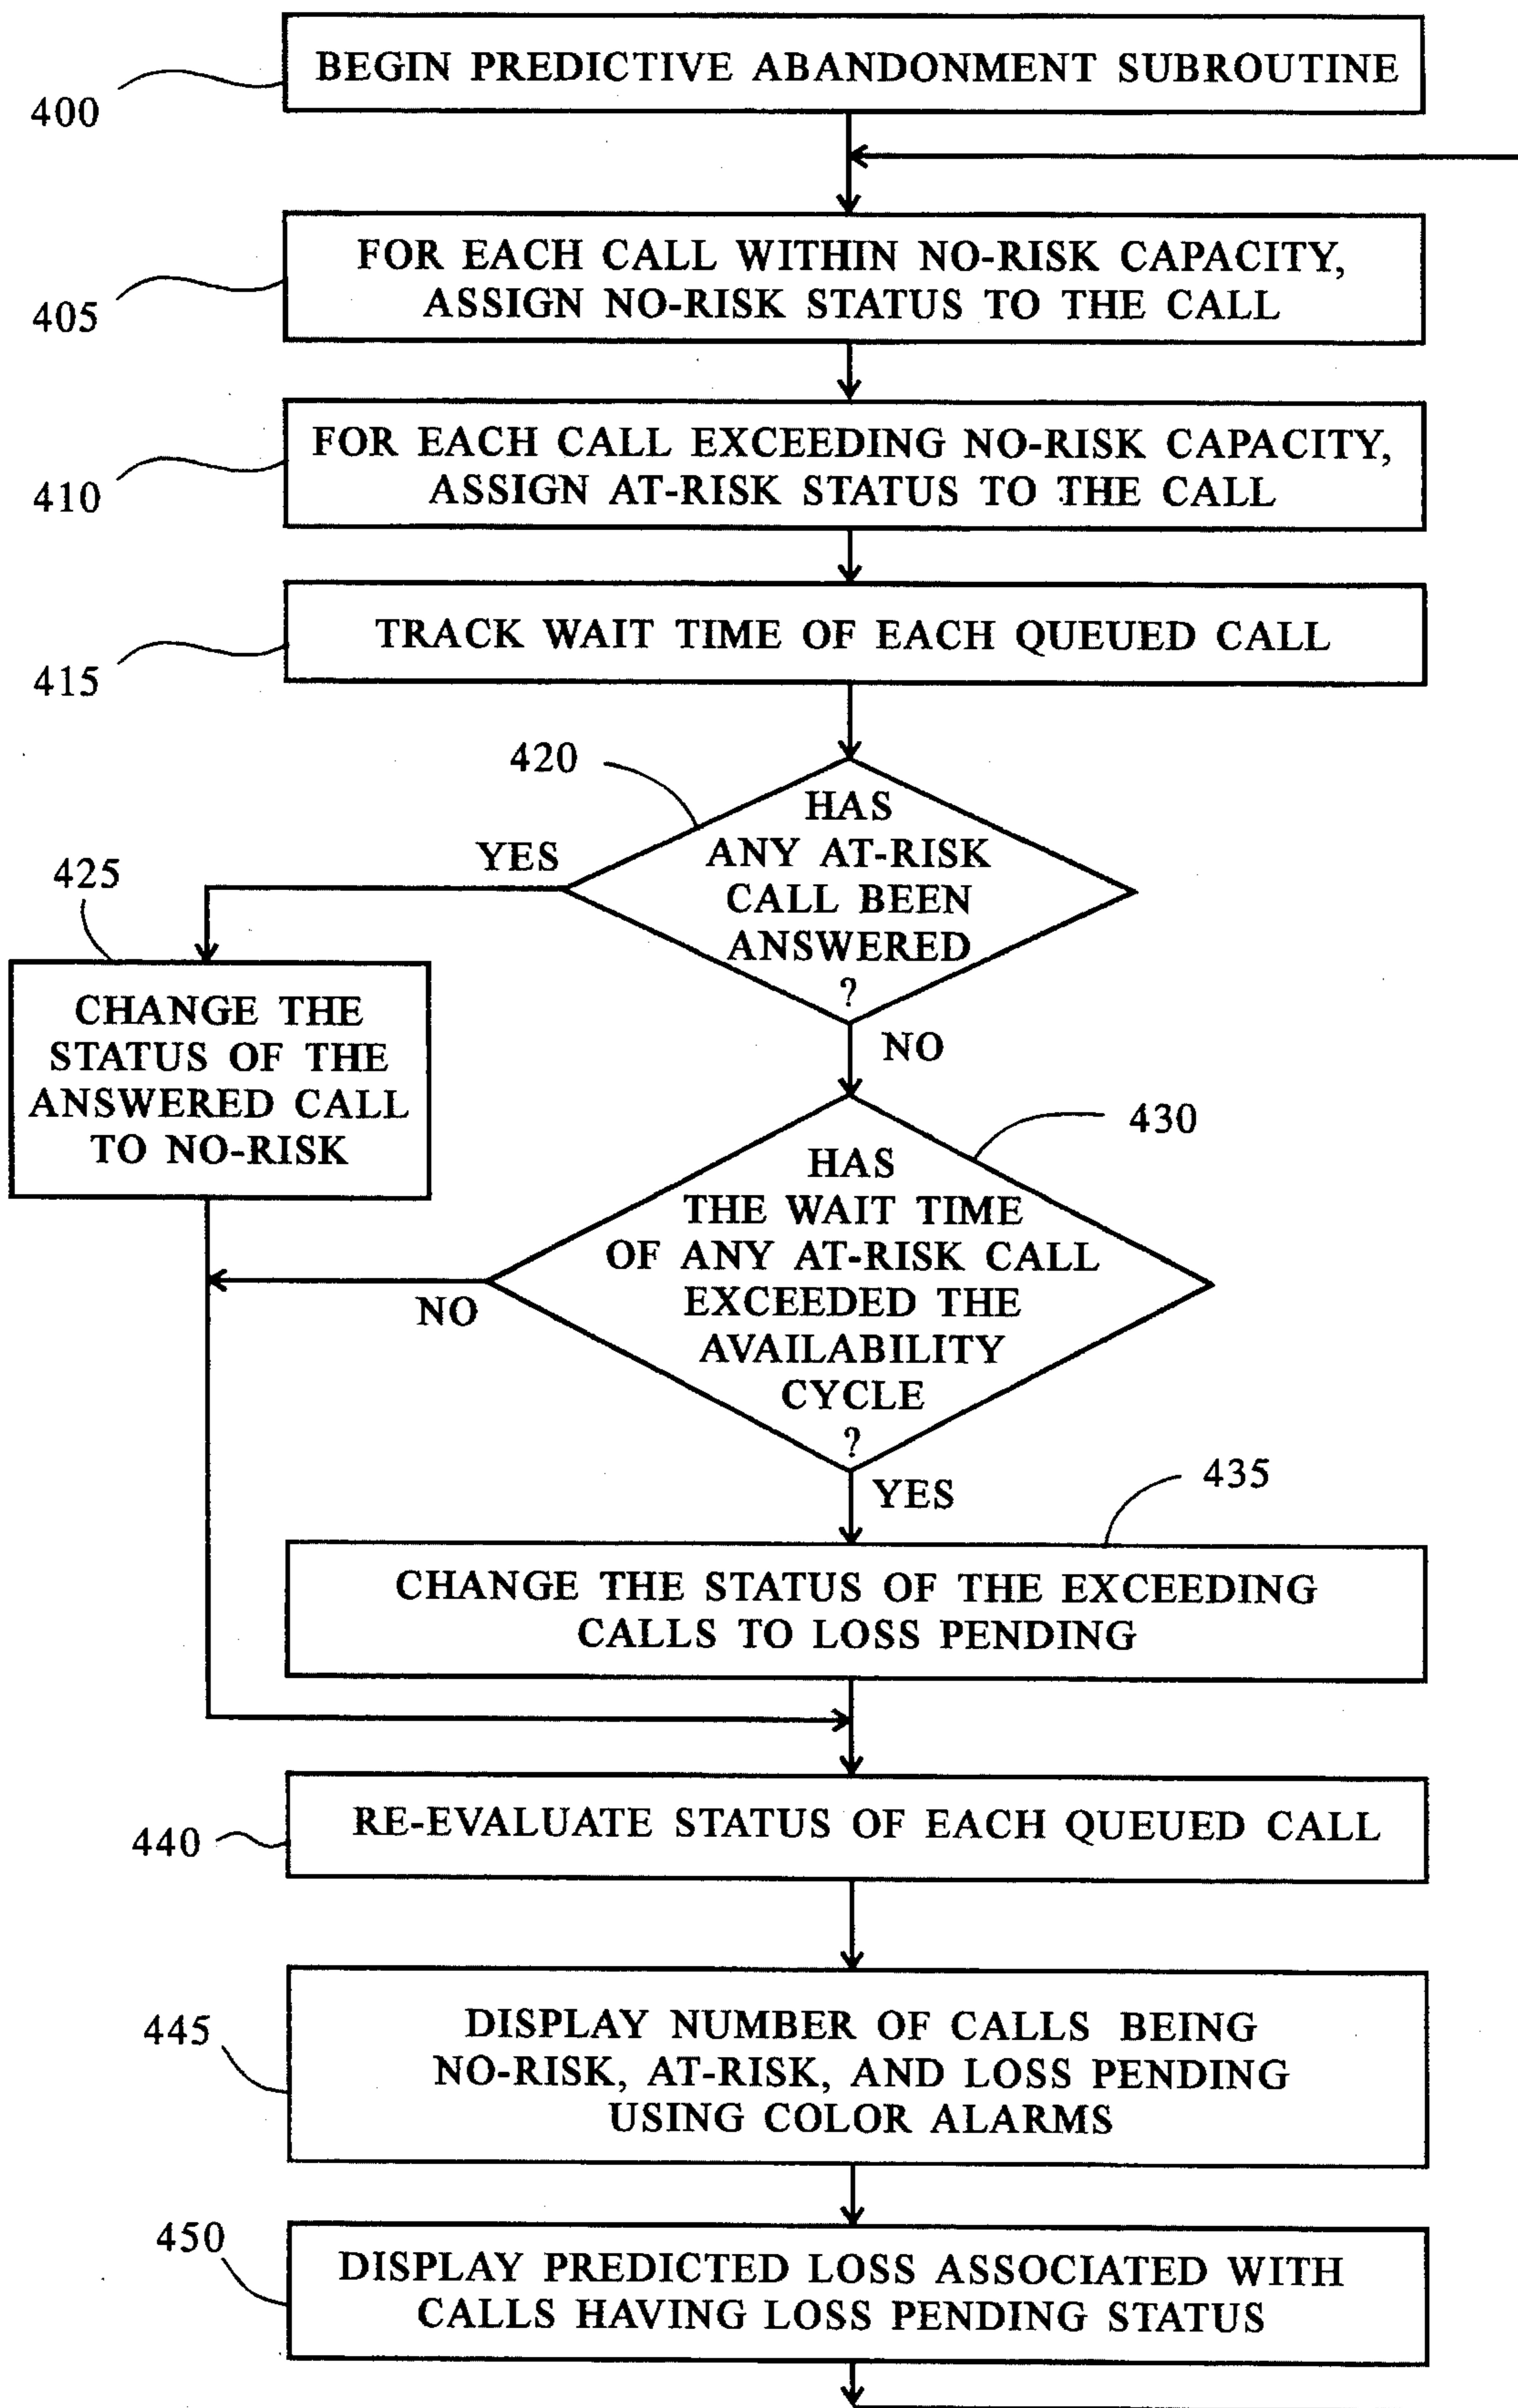 BEGIN PREDICTIVE ABANDONMENT SUBROUTINE
400
FOR EACH CALL WITHIN NO-RISK CAPACITY,
ASSIGN NO-RISK STATUS TO THE CALL
405
FOR EACH CALL EXCEEDING NO-RISK CAPACITY,
ASSIGN AT-RISK STATUS TO THE CALL
410
TRACK WAIT TIME OF EACH QUEUED CALL
415
420
HAS
ANY AT-RISK
CALL BEEN
ANSWERED
?
YES
425
CHANGE THE
STATUS OF THE
ANSWERED CALL
TO NO-RISK
NO
430
HAS
THE WAIT TIME
OF ANY AT-RISK CALL
EXCEEDED THE
AVAILABILITY
CYCLE
?
NO
YES
435
CHANGE THE STATUS OF THE EXCEEDING
CALLS TO LOSS PENDING
RE-EVALUATE STATUS OF EACH QUEUED CALL
440
445
DISPLAY NUMBER OF CALLS BEING
NO-RISK, AT-RISK, AND LOSS PENDING
USING COLOR ALARMS
450
DISPLAY PREDICTED LOSS ASSOCIATED WITH
CALLS HAVING LOSS PENDING STATUS